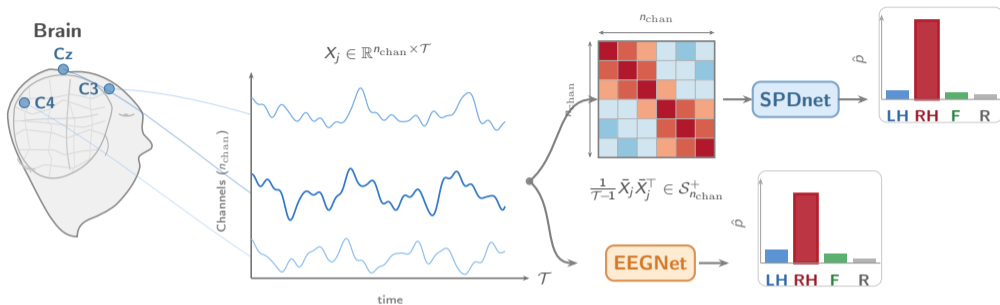 Brain
Cz
C3
C4
X_j ∈ ℝ^{n_chan × 𝒯}
Channels (n_chan)
time
𝒯
n_chan
n_chan
1/(𝒯−1) X̄_j X̄_j^⊤ ∈ 𝒮^+_{n_chan}
SPDnet
p̂
LH RH F R
EEGNet
p̂
LH RH F R